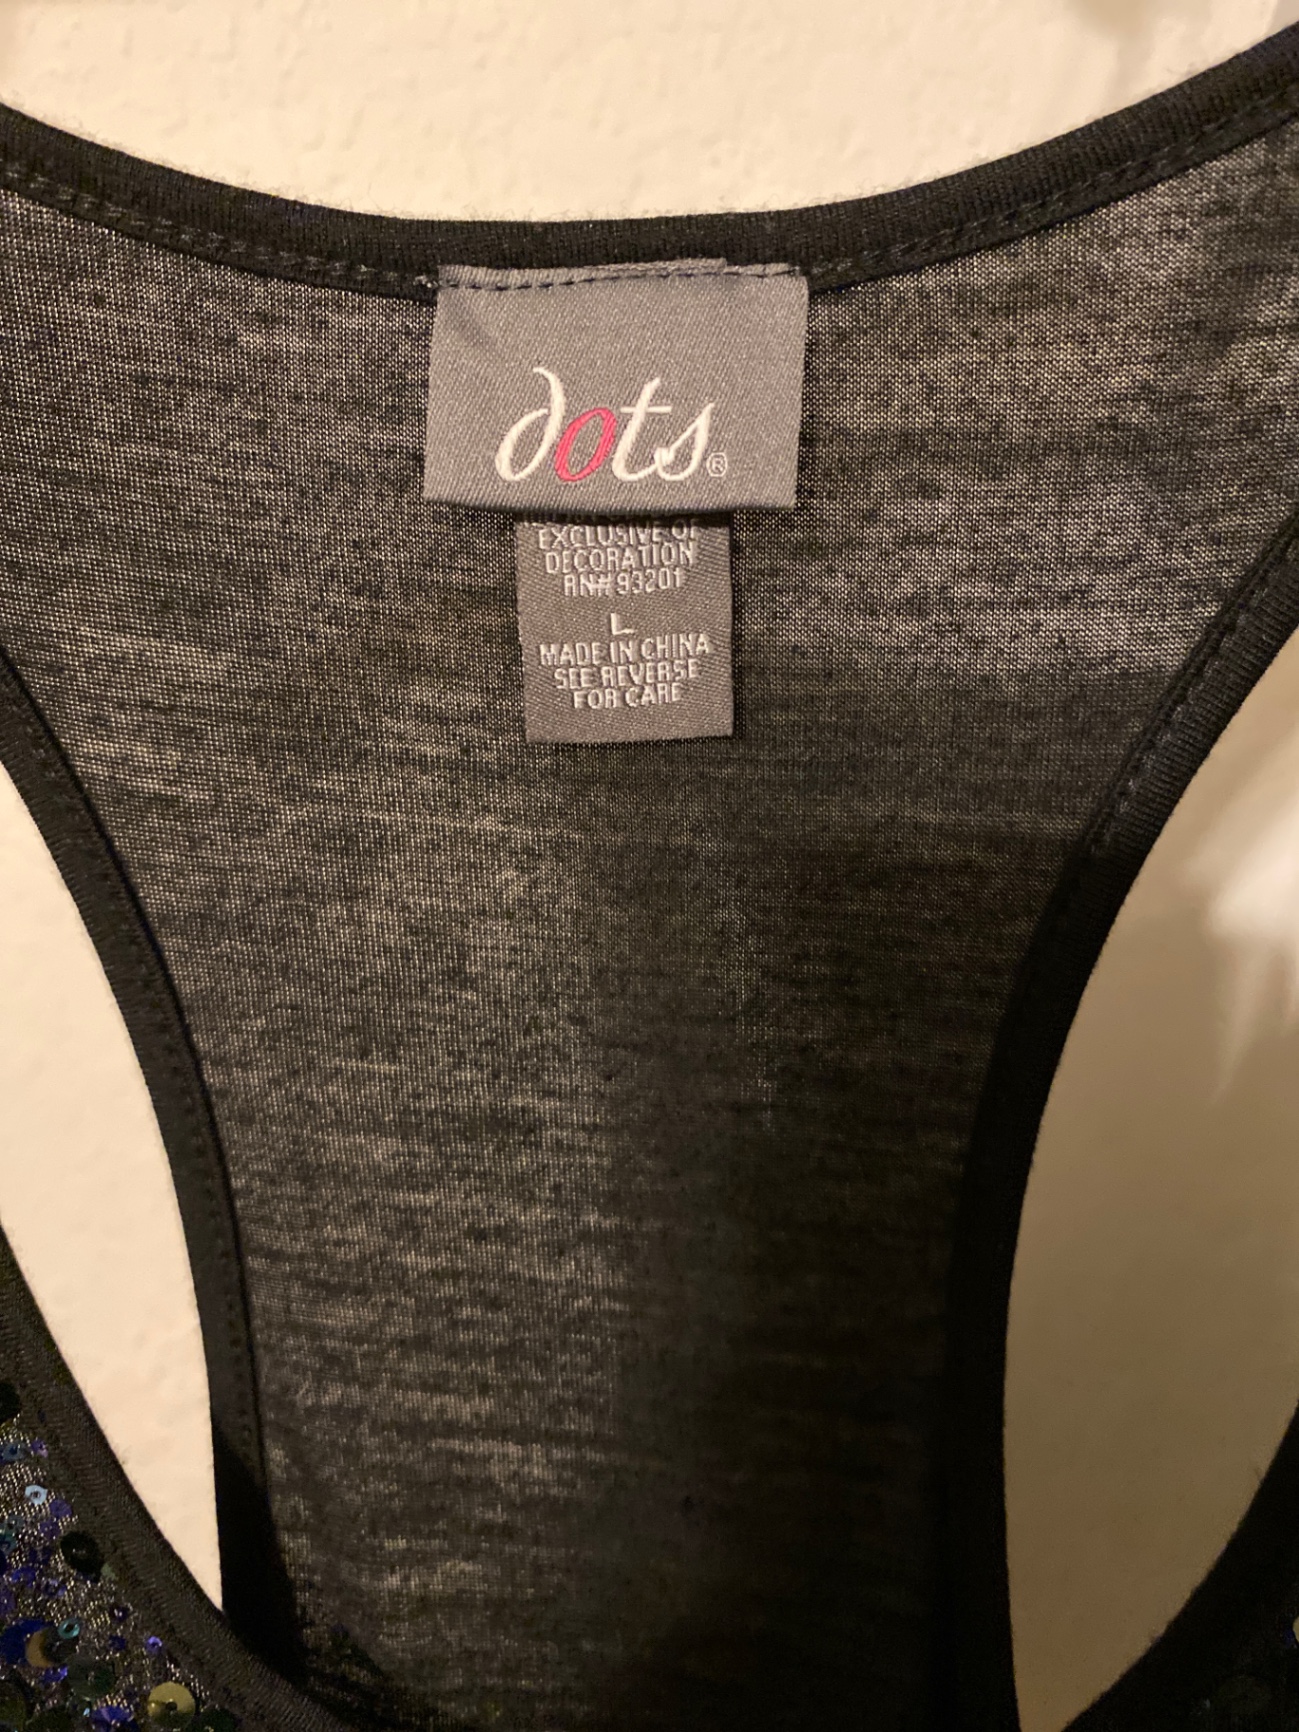 dots®
EXCLUSIVE OF
DECORATION
RN# 93201
L
MADE IN CHINA
SEE REVERSE
FOR CARE